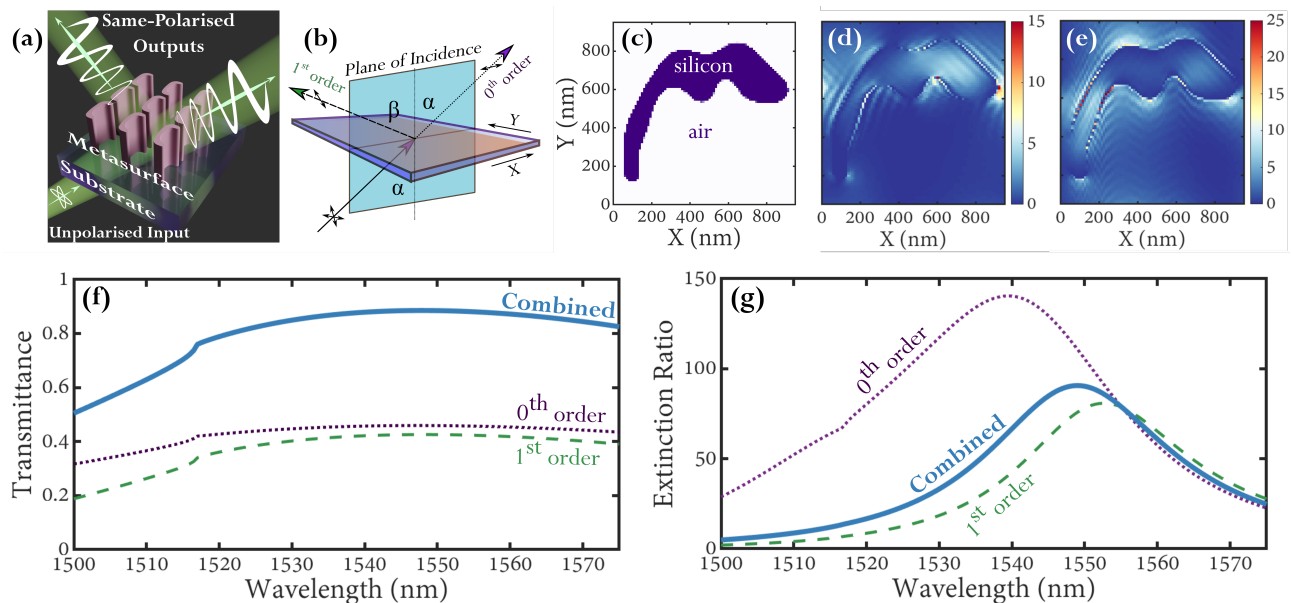 (a)
Same-Polarised
Outputs
Metasurface
Substrate
Unpolarised Input
(b)
Plane of Incidence
1st order
0th order
β
α
Y
X
α
(c)
silicon
air
Y (nm)
800
600
400
200
0
0 200 400 600 800
X (nm)
(d)
0 200 400 600 800
X (nm)
15
10
5
0
(e)
200 400 600 800
X (nm)
25
20
15
10
5
0
(f)
Combined
0th order
1st order
Transmittance
1
0.8
0.6
0.4
0.2
0
1500 1510 1520 1530 1540 1550 1560 1570
Wavelength (nm)
(g)
0th order
Combined
1st order
Extinction Ratio
150
100
50
0
1500 1510 1520 1530 1540 1550 1560 1570
Wavelength (nm)